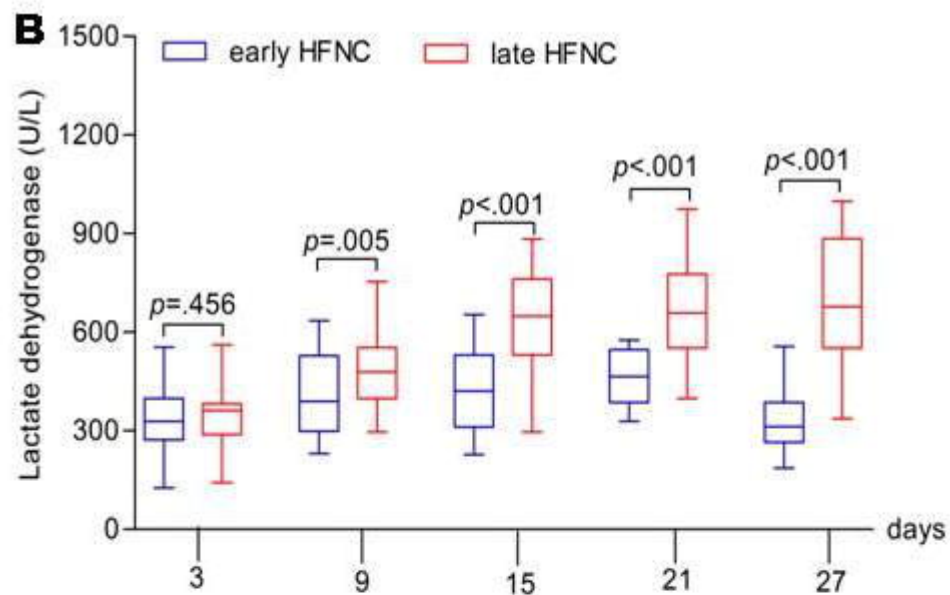 B
early HFNC
late HFNC
Lactate dehydrogenase (U/L)
1500
1200
900
600
300
0
p=.456
p=.005
p<.001
p<.001
p<.001
3
9
15
21
27
days